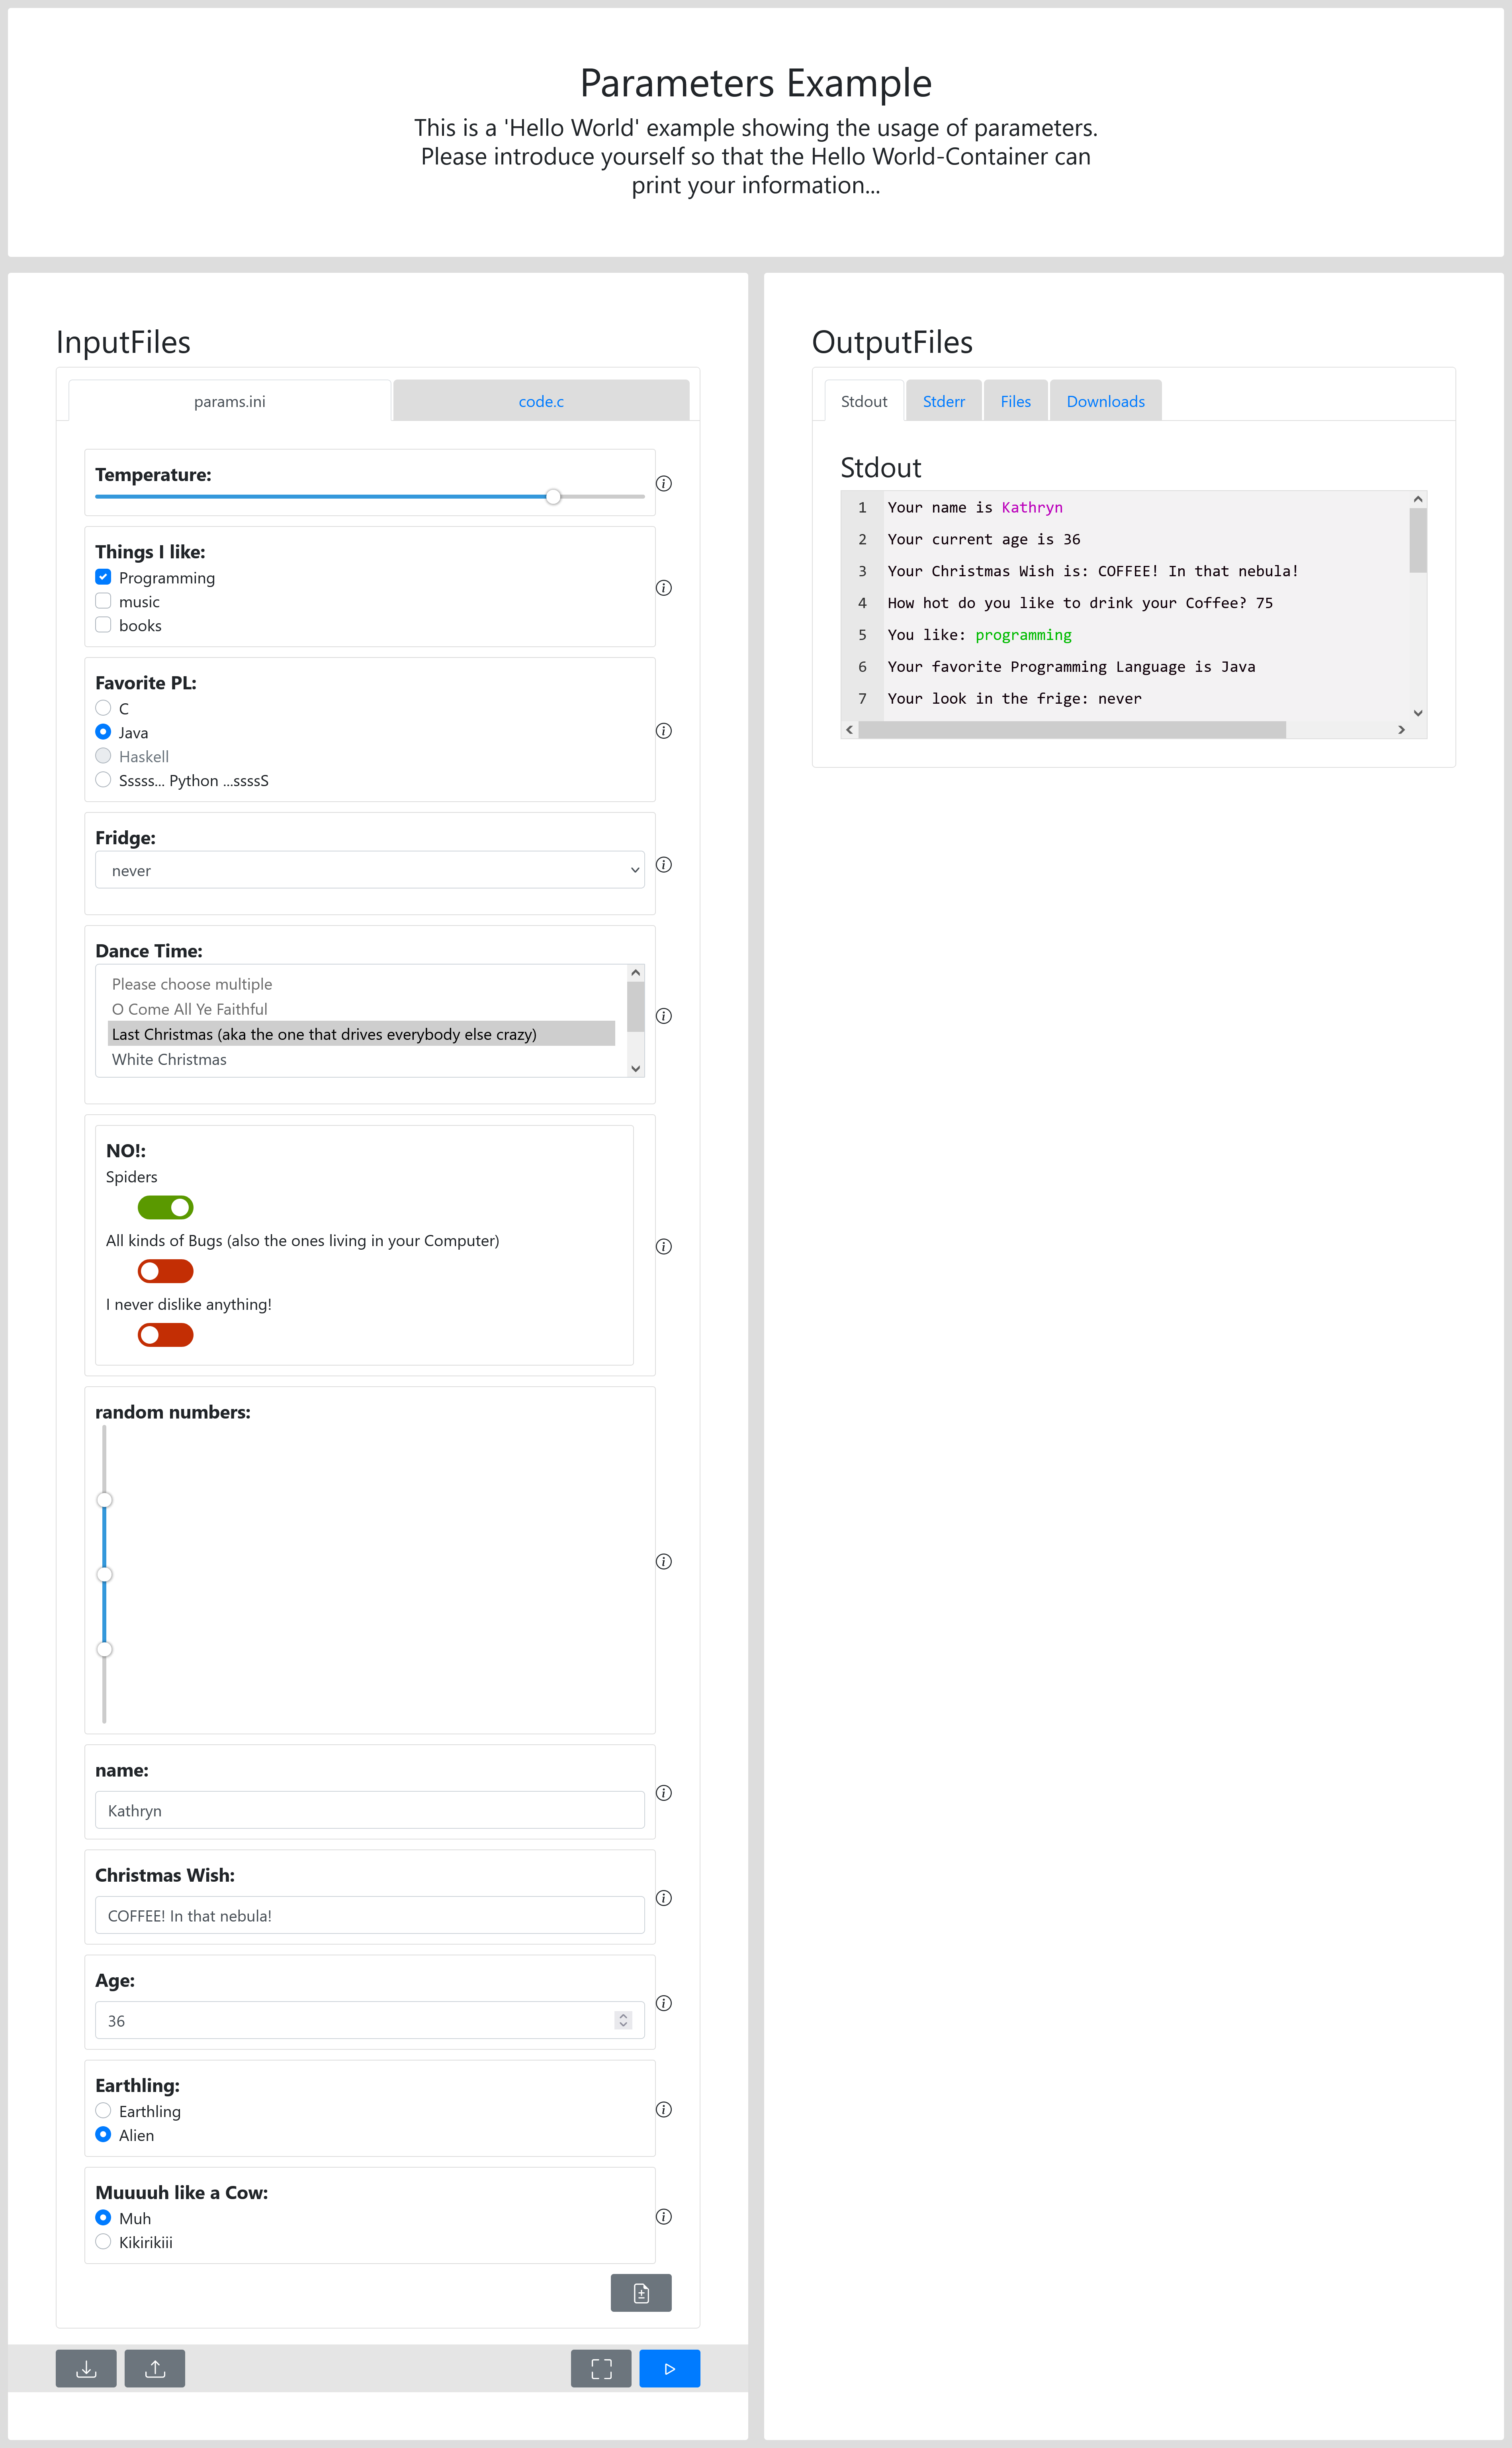 Parameters Example
This is a 'Hello World' example showing the usage of parameters.
Please introduce yourself so that the Hello World-Container can
print your information...
InputFiles
params.ini
code.c
Temperature:
Things I like:
Programming
music
books
Favorite PL:
C
Java
Haskell
Sssss... Python ...ssssS
Fridge:
never
Dance Time:
Please choose multiple
O Come All Ye Faithful
Last Christmas (aka the one that drives everybody else crazy)
White Christmas
NO!:
Spiders
All kinds of Bugs (also the ones living in your Computer)
I never dislike anything!
random numbers:
name:
Kathryn
Christmas Wish:
COFFEE! In that nebula!
Age:
36
Earthling:
Earthling
Alien
Muuuuh like a Cow:
Muh
Kikirikiii
OutputFiles
Stdout
Stderr
Files
Downloads
Stdout
1 Your name is Kathryn
2 Your current age is 36
3 Your Christmas Wish is: COFFEE! In that nebula!
4 How hot do you like to drink your Coffee? 75
5 You like: programming
6 Your favorite Programming Language is Java
7 Your look in the frige: never